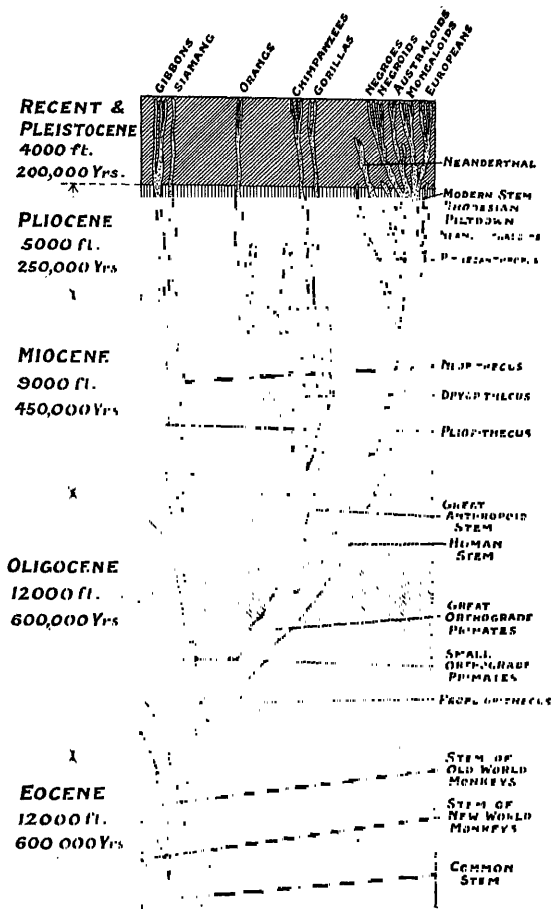 GIBBONS
SIAMANG
ORANGS
CHIMPANZEES
GORILLAS
NEGROES
NEGROIDS
AUSTRALOIDS
MONGALOIDS
EUROPEANS
RECENT &
PLEISTOCENE
4000 ft.
200,000 Yrs.
NEANDERTHAL
MODERN STEM
RHODESIAN
PILTDOWN
PLIOCENE
5000 ft.
250,000 Yrs
MIOCENE
9000 ft.
450,000 Yrs
GREAT
ANTHROPOID
STEM
HUMAN
STEM
OLIGOCENE
12000 ft.
600,000 Yrs
GREAT
ORTHOGRADE
PRIMATES
SMALL
ORTHOGRADE
PRIMATES
STEM OF
OLD WORLD
MONKEYS
EOCENE
12000 ft.
600 000 Yrs
STEM OF
NEW WORLD
MONKEYS
COMMON
STEM